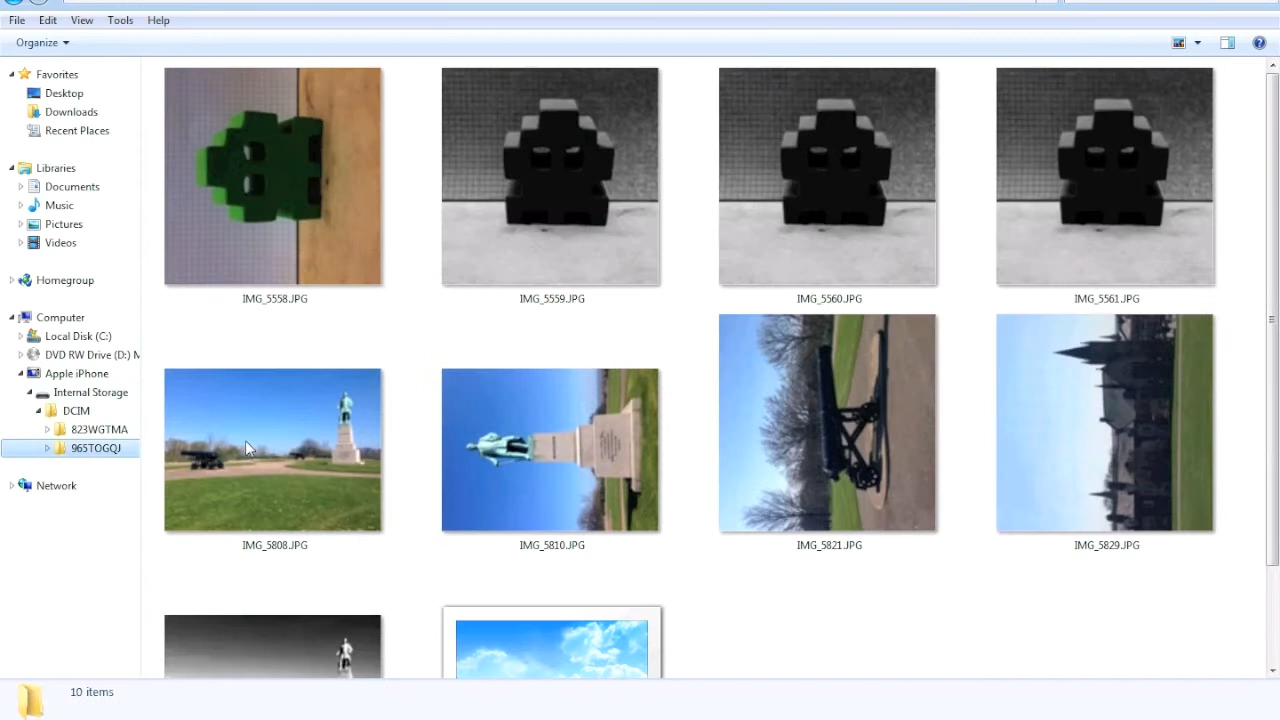 File Edit View Tools Help
Organize
Favorites
Desktop
Downloads
Recent Places
Libraries
Documents
Music
Pictures
Videos
Homegroup
Computer
Local Disk (C:)
DVD RW Drive (D:) M
Apple iPhone
Internal Storage
DCIM
823WGTMA
965TOGQJ
Network
IMG_5558.JPG
IMG_5559.JPG
IMG_5560.JPG
IMG_5561.JPG
IMG_5808.JPG
IMG_5810.JPG
IMG_5821.JPG
IMG_5829.JPG
10 items